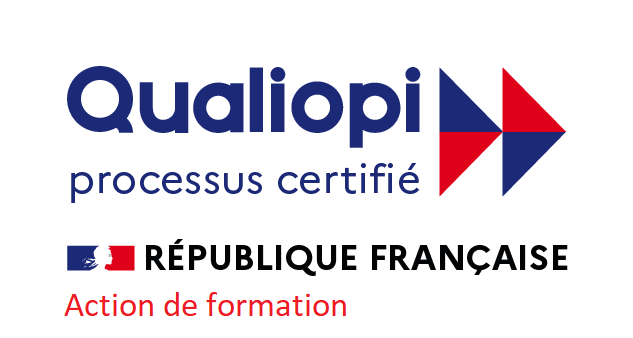 Qualiopi
processus certifié
RÉPUBLIQUE FRANÇAISE
Action de formation